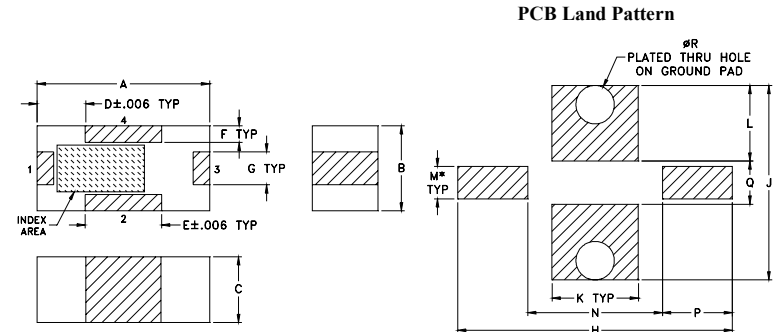 PCB Land Pattern
øR
PLATED THRU HOLE
ON GROUND PAD
A
D±.006 TYP
4
F TYP
1
3
G TYP
B
INDEX
AREA
2
E±.006 TYP
C
M*
TYP
L
Q
J
K TYP
N
P
H